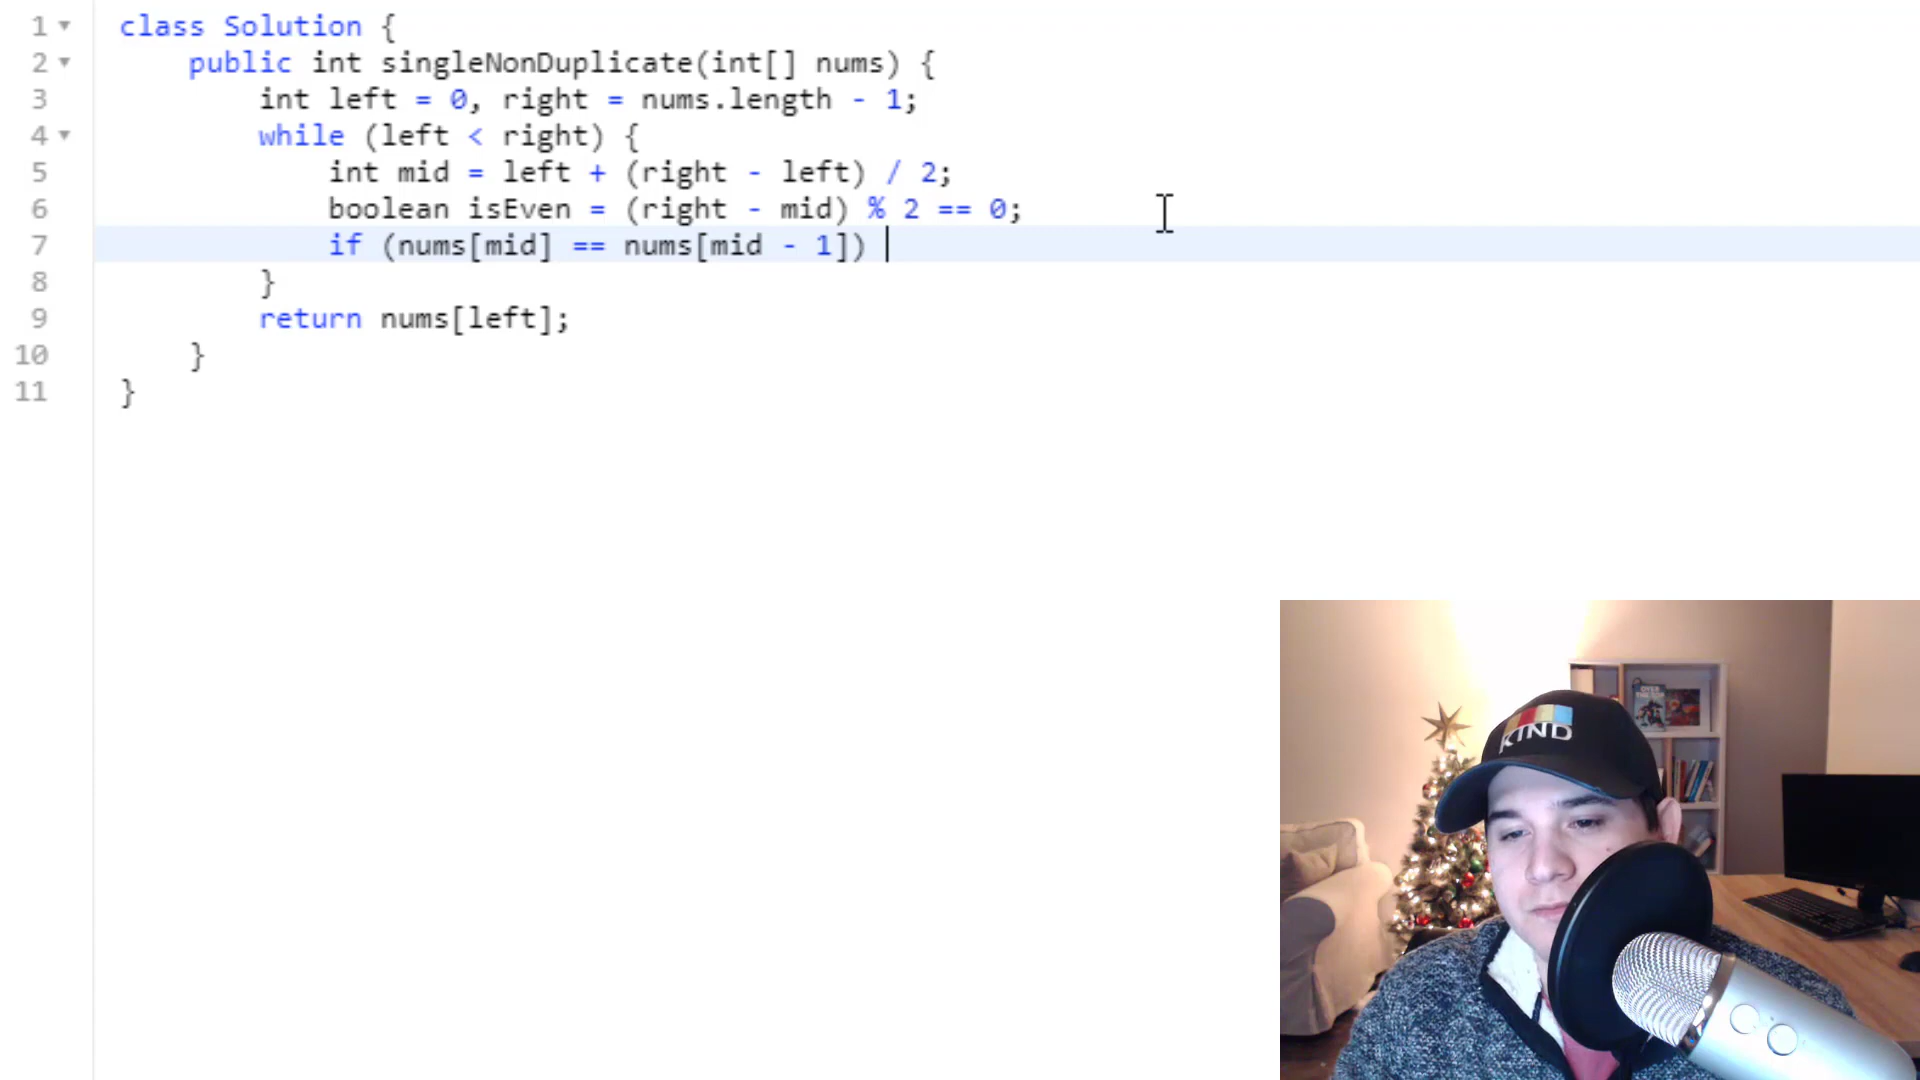 1 class Solution {
2 public int singleNonDuplicate(int[] nums) {
3 int left = 0, right = nums.length - 1;
4 while (left < right) {
5 int mid = left + (right - left) / 2;
6 boolean isEven = (right - mid) % 2 == 0;
7 if (nums[mid] == nums[mid - 1])
8 }
9 return nums[left];
10 }
11 }
OVER
KIND